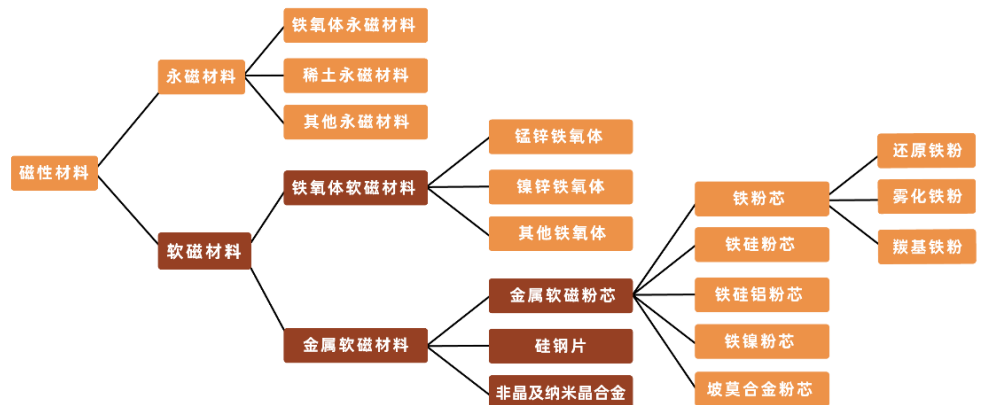 磁性材料
永磁材料
铁氧体永磁材料
稀土永磁材料
其他永磁材料
软磁材料
铁氧体软磁材料
锰锌铁氧体
镍锌铁氧体
其他铁氧体
金属软磁材料
金属软磁粉芯
铁粉芯
还原铁粉
雾化铁粉
羰基铁粉
铁硅粉芯
铁硅铝粉芯
铁镍粉芯
坡莫合金粉芯
硅钢片
非晶及纳米晶合金